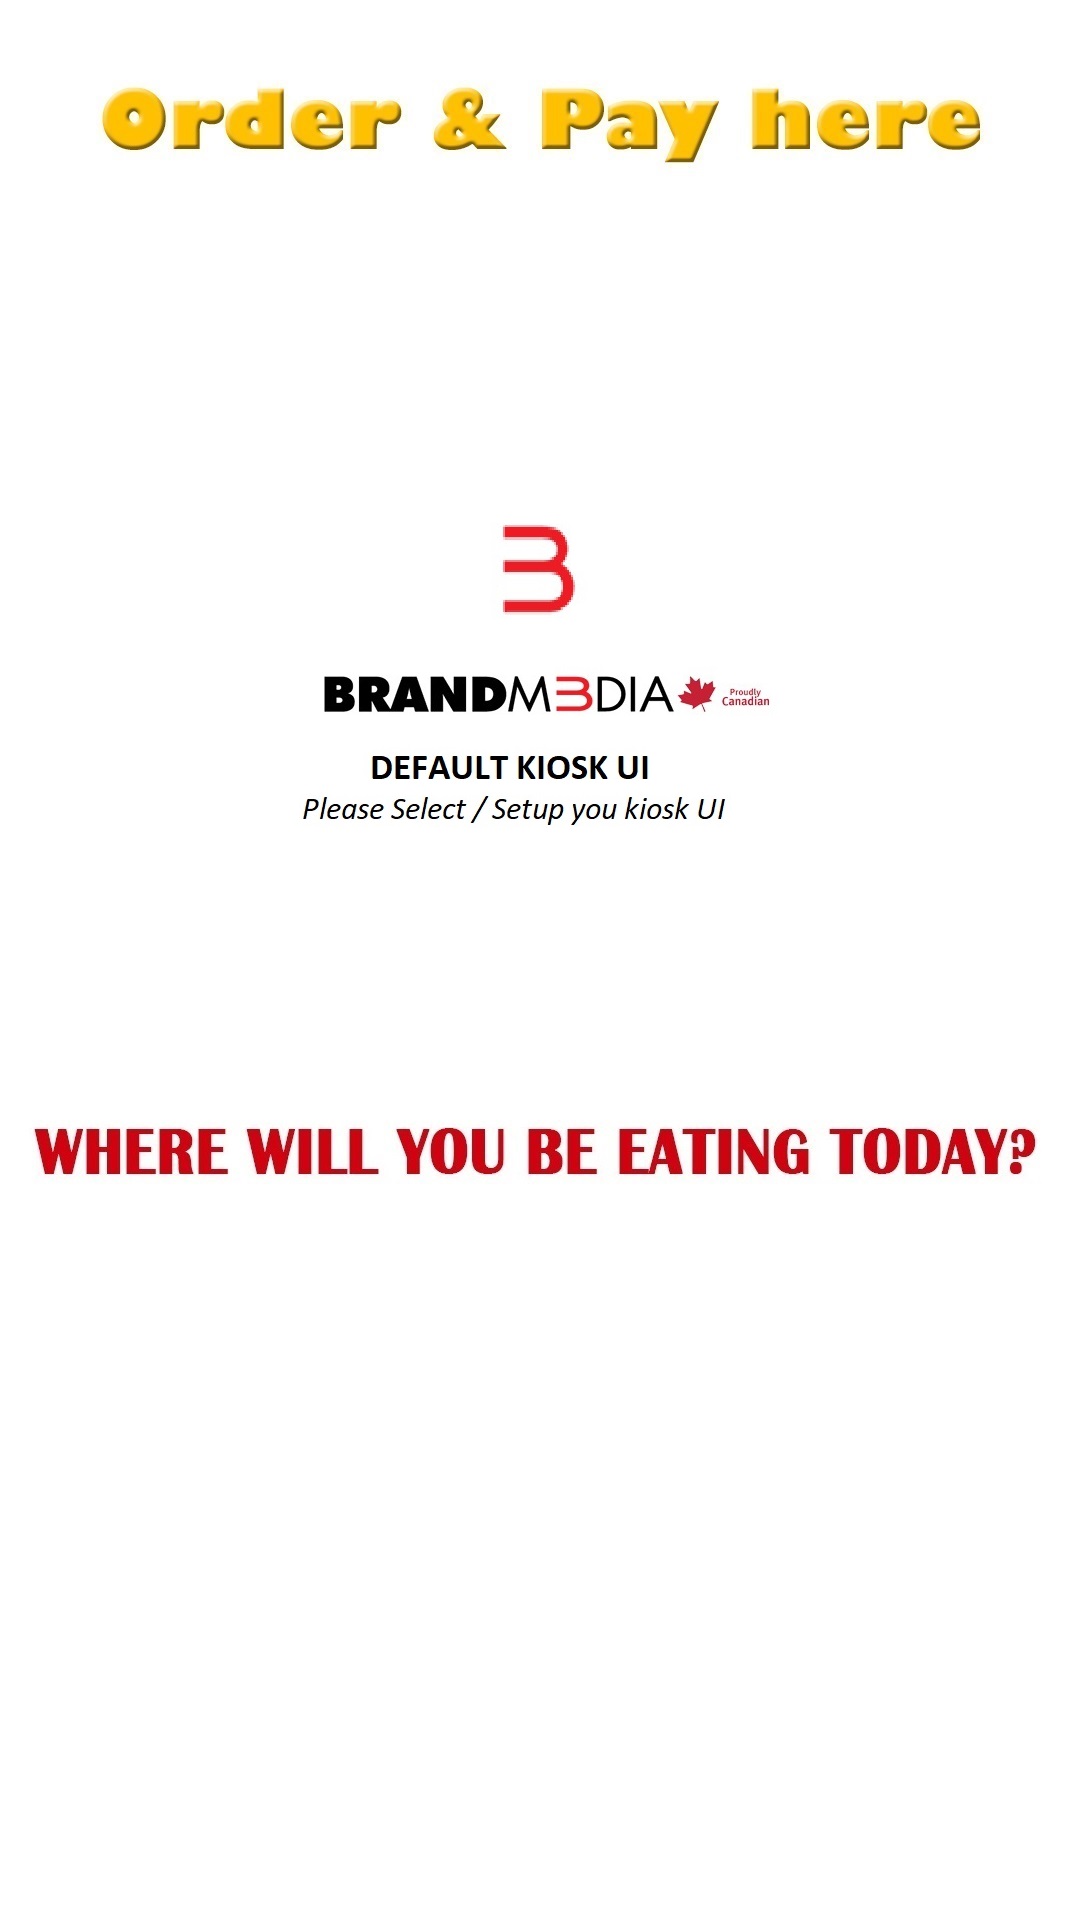 Order & Pay here
BRANDM3DIA Proudly Canadian
DEFAULT KIOSK UI
Please Select / Setup you kiosk UI
WHERE WILL YOU BE EATING TODAY?